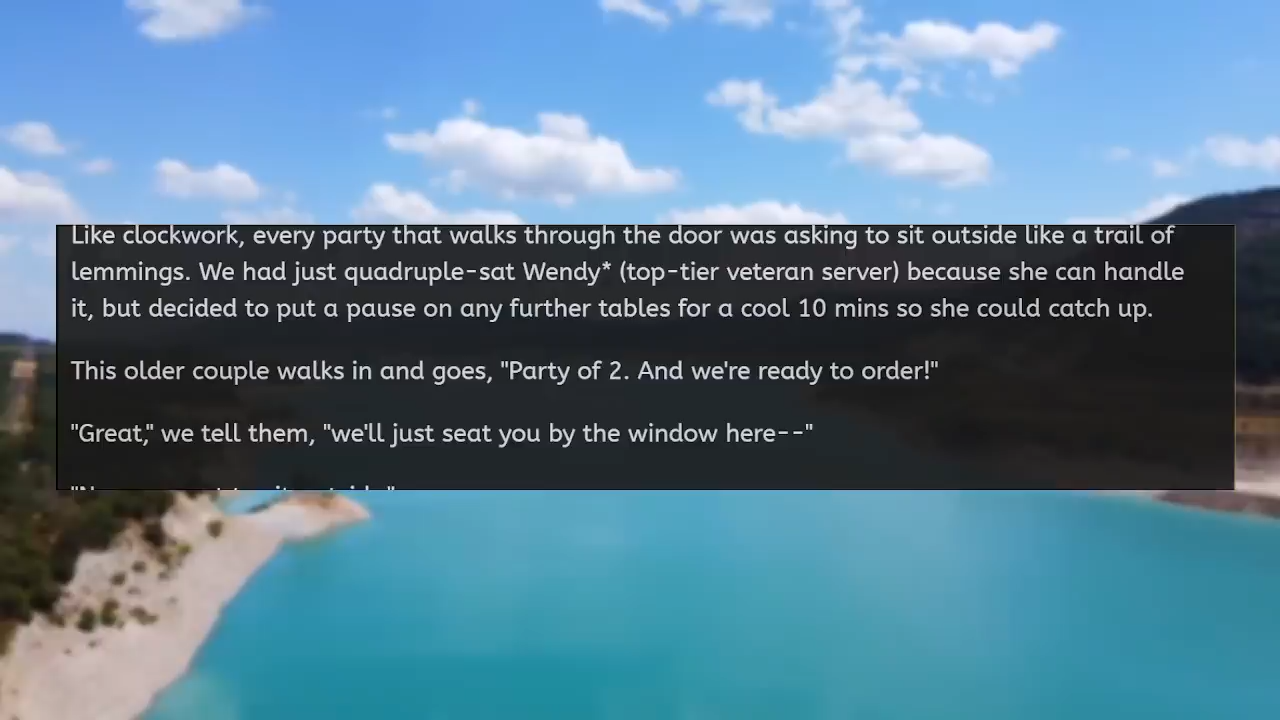 Like clockwork, every party that walks through the door was asking to sit outside like a trail of
lemmings. We had just quadruple-sat Wendy* (top-tier veteran server) because she can handle
it, but decided to put a pause on any further tables for a cool 10 mins so she could catch up.
This older couple walks in and goes, "Party of 2. And we're ready to order!"
"Great," we tell them, "we'll just seat you by the window here--"